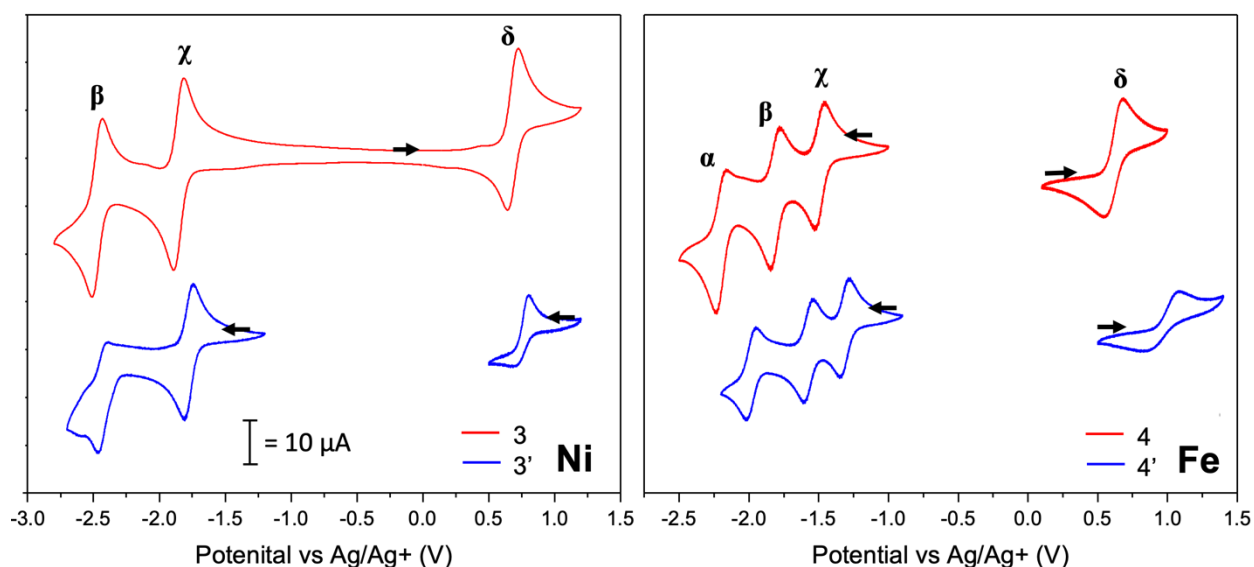 β
χ
δ
= 10 µA
3
3’
Ni
-3.0 -2.5 -2.0 -1.5 -1.0 -0.5 0.0 0.5 1.0 1.5
Potenital vs Ag/Ag+ (V)
α
β
χ
δ
4
4’
Fe
-2.5 -2.0 -1.5 -1.0 -0.5 0.0 0.5 1.0 1.5
Potential vs Ag/Ag+ (V)